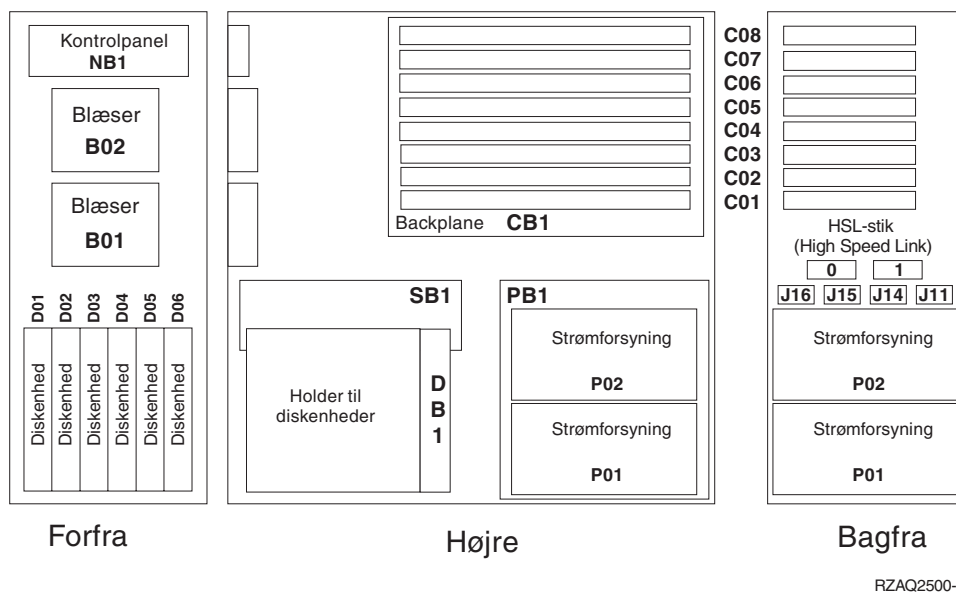 Kontrolpanel
NB1
Blæser
B02
Blæser
B01
D01
D02
D03
D04
D05
D06
Diskenhed
Diskenhed
Diskenhed
Diskenhed
Diskenhed
Diskenhed
Forfra
Backplane CB1
SB1
Holder til
diskenheder
DB1
PB1
Strømforsyning
P02
Strømforsyning
P01
Højre
C08
C07
C06
C05
C04
C03
C02
C01
HSL-stik
(High Speed Link)
0 1
J16 J15 J14 J11
Strømforsyning
P02
Strømforsyning
P01
Bagfra
RZAQ2500-